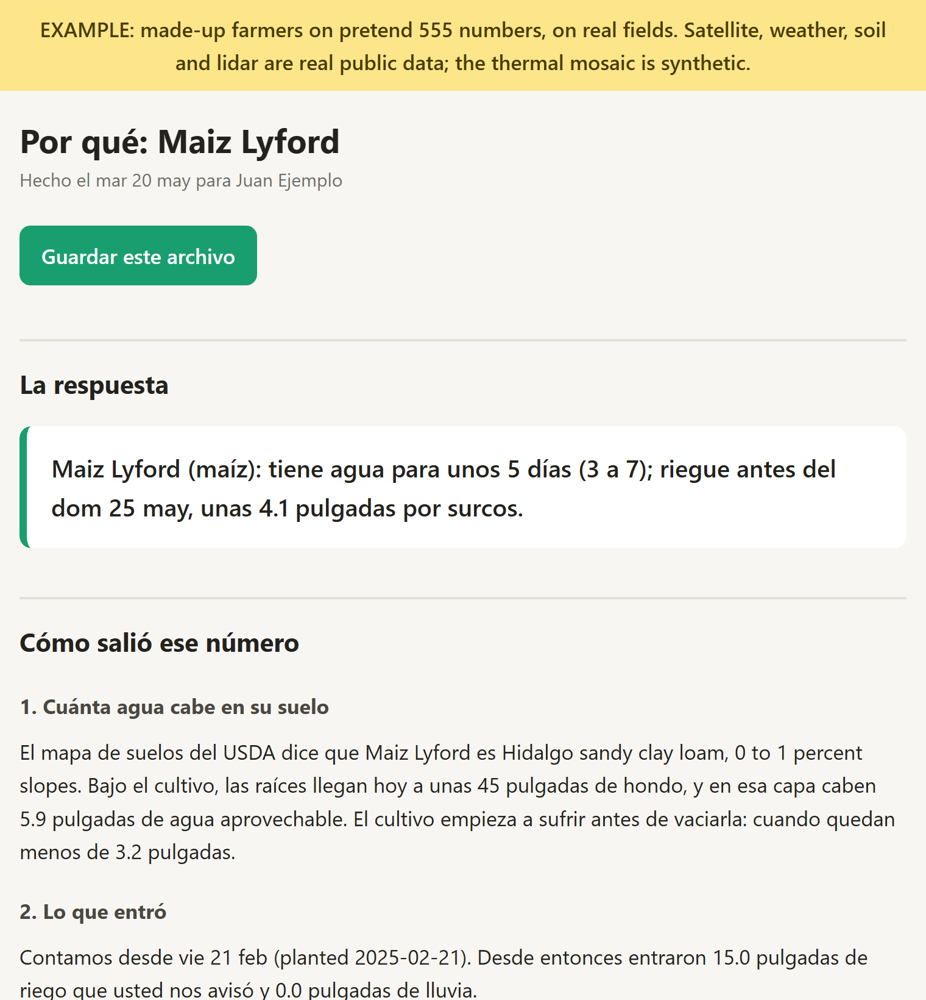 EXAMPLE: made-up farmers on pretend 555 numbers, on real fields. Satellite, weather, soil
and lidar are real public data; the thermal mosaic is synthetic.
Por qué: Maiz Lyford
Hecho el mar 20 may para Juan Ejemplo
Guardar este archivo
La respuesta
Maiz Lyford (maíz): tiene agua para unos 5 días (3 a 7); riegue antes del
dom 25 may, unas 4.1 pulgadas por surcos.
Cómo salió ese número
1. Cuánta agua cabe en su suelo
El mapa de suelos del USDA dice que Maiz Lyford es Hidalgo sandy clay loam, 0 to 1 percent
slopes. Bajo el cultivo, las raíces llegan hoy a unas 45 pulgadas de hondo, y en esa capa caben
5.9 pulgadas de agua aprovechable. El cultivo empieza a sufrir antes de vaciarla: cuando quedan
menos de 3.2 pulgadas.
2. Lo que entró
Contamos desde vie 21 feb (planted 2025-02-21). Desde entonces entraron 15.0 pulgadas de
riego que usted nos avisó y 0.0 pulgadas de lluvia.